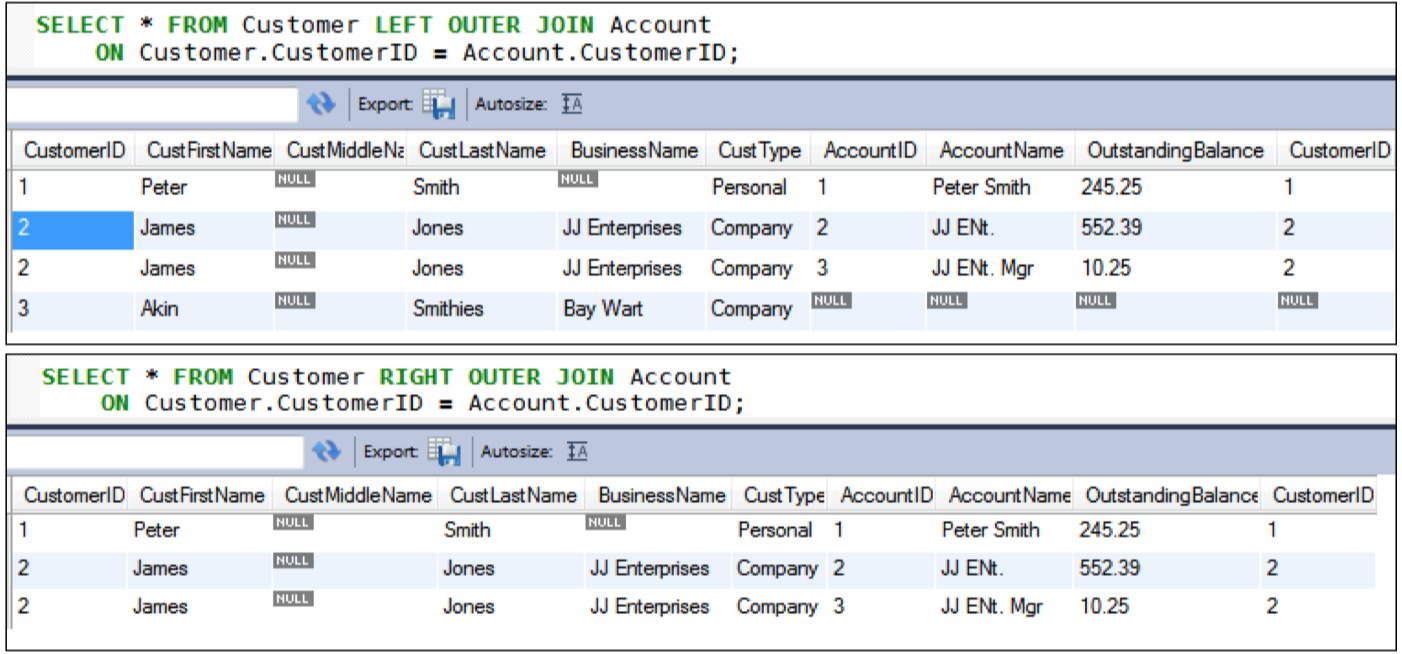 SELECT * FROM Customer LEFT OUTER JOIN Account
ON Customer.CustomerID = Account.CustomerID;
Export: Autosize:
CustomerID CustFirstName CustMiddleNa CustLastName BusinessName CustType AccountID AccountName OutstandingBalance CustomerID
1 Peter NULL Smith NULL Personal 1 Peter Smith 245.25 1
2 James NULL Jones JJ Enterprises Company 2 JJ ENt. 552.39 2
2 James NULL Jones JJ Enterprises Company 3 JJ ENt. Mgr 10.25 2
3 Akin NULL Smithies Bay Wart Company NULL NULL NULL NULL
SELECT * FROM Customer RIGHT OUTER JOIN Account
ON Customer.CustomerID = Account.CustomerID;
Export: Autosize:
CustomerID CustFirstName CustMiddleName CustLastName BusinessName CustType AccountID AccountName OutstandingBalance CustomerID
1 Peter NULL Smith NULL Personal 1 Peter Smith 245.25 1
2 James NULL Jones JJ Enterprises Company 2 JJ ENt. 552.39 2
2 James NULL Jones JJ Enterprises Company 3 JJ ENt. Mgr 10.25 2